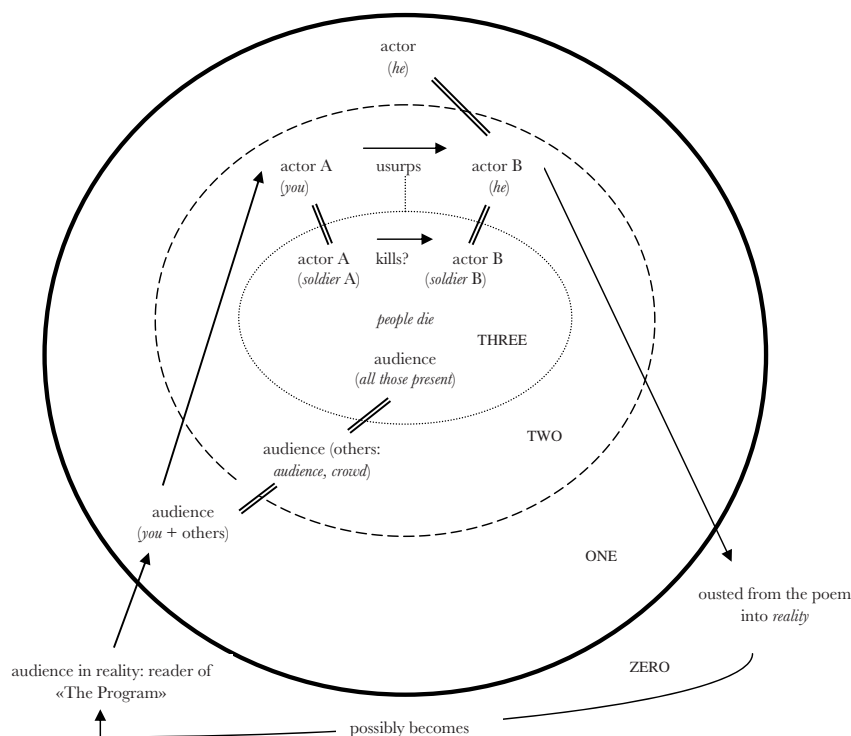 actor
(he)
actor A
(you)
usurps
actor B
(he)
actor A
(soldier A)
kills?
actor B
(soldier B)
people die
THREE
audience
(all those present)
TWO
audience (others:
audience, crowd)
audience
(you + others)
ONE
ousted from the poem
into reality
audience in reality: reader of
«The Program»
ZERO
possibly becomes